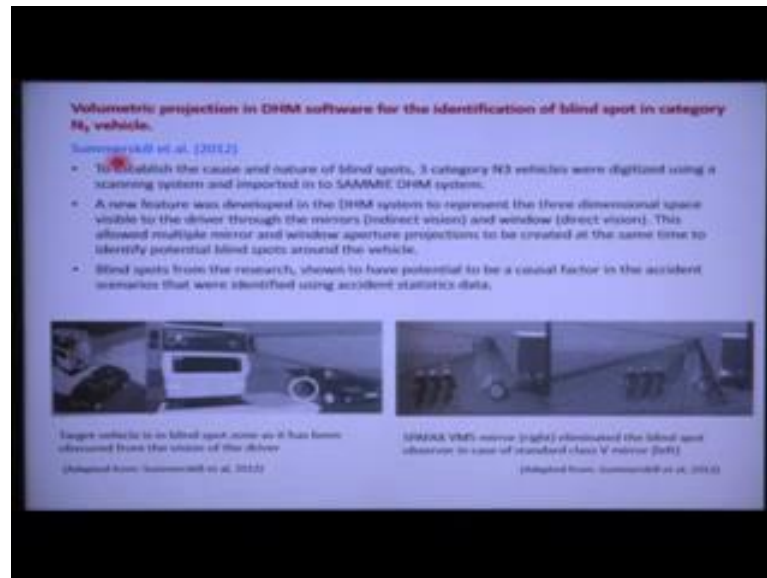 Volumetric projection in DHM software for the identification of blind spot in category
N₃ vehicle.
Summerskill et al. (2012)
• To establish the cause and nature of blind spots, 3 category N3 vehicles were digitized using a
scanning system and imported in to SAMMIE DHM system.
• A new feature was developed in the DHM system to represent the three dimensional space
visible to the driver through the mirrors (indirect vision) and window (direct vision). This
allowed multiple mirror and window aperture projections to be created at the same time to
identify potential blind spots around the vehicle.
• Blind spots from the research, shown to have potential to be a causal factor in the accident
scenarios that were identified using accident statistics data.
Target vehicle is in blind spot zone as it has been
obscured from the vision of the driver
(Adapted from: Summerskill et al, 2012)
VMS mirror (right) eliminated the blind spot
observer in case of standard class V mirror (left)
(Adapted from: Summerskill et al, 2012)